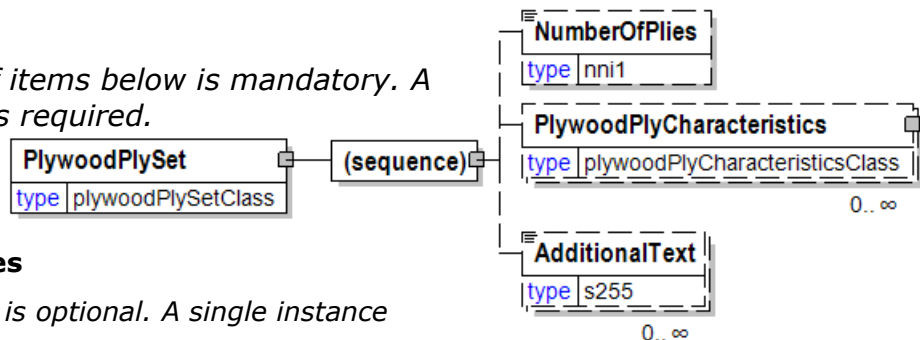 f items below is mandatory. A
s required.
PlywoodPlySet
type plywoodPlySetClass
(sequence)
NumberOfPlies
type nni1
PlywoodPlyCharacteristics
type plywoodPlyCharacteristicsClass
0.. ∞
AdditionalText
type s255
0.. ∞
es
is optional. A single instance